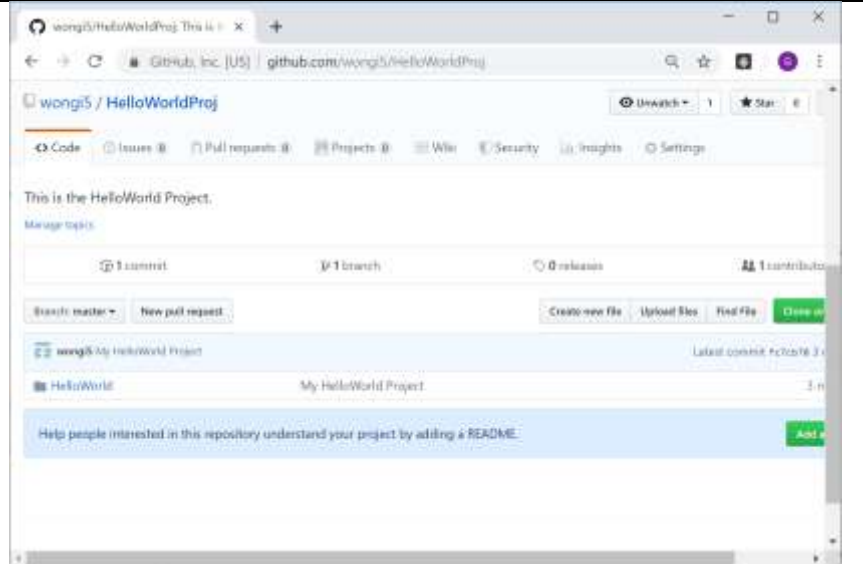 wongi5/HelloWorldProj: This is
GitHub, Inc. [US] github.com/wongi5/HelloWorldProj
wongi5 / HelloWorldProj
Unwatch 1 Star 0
Code Issues 0 Pull requests 0 Projects 0 Wiki Security Insights Settings
This is the HelloWorld Project.
Manage topics
1 commit 1 branch 0 releases 1 contributo
Branch: master New pull request Create new file Upload files Find File Clone or
wongi5 My HelloWorld Project Latest commit
HelloWorld My HelloWorld Project 3
Help people interested in this repository understand your project by adding a README. Add a